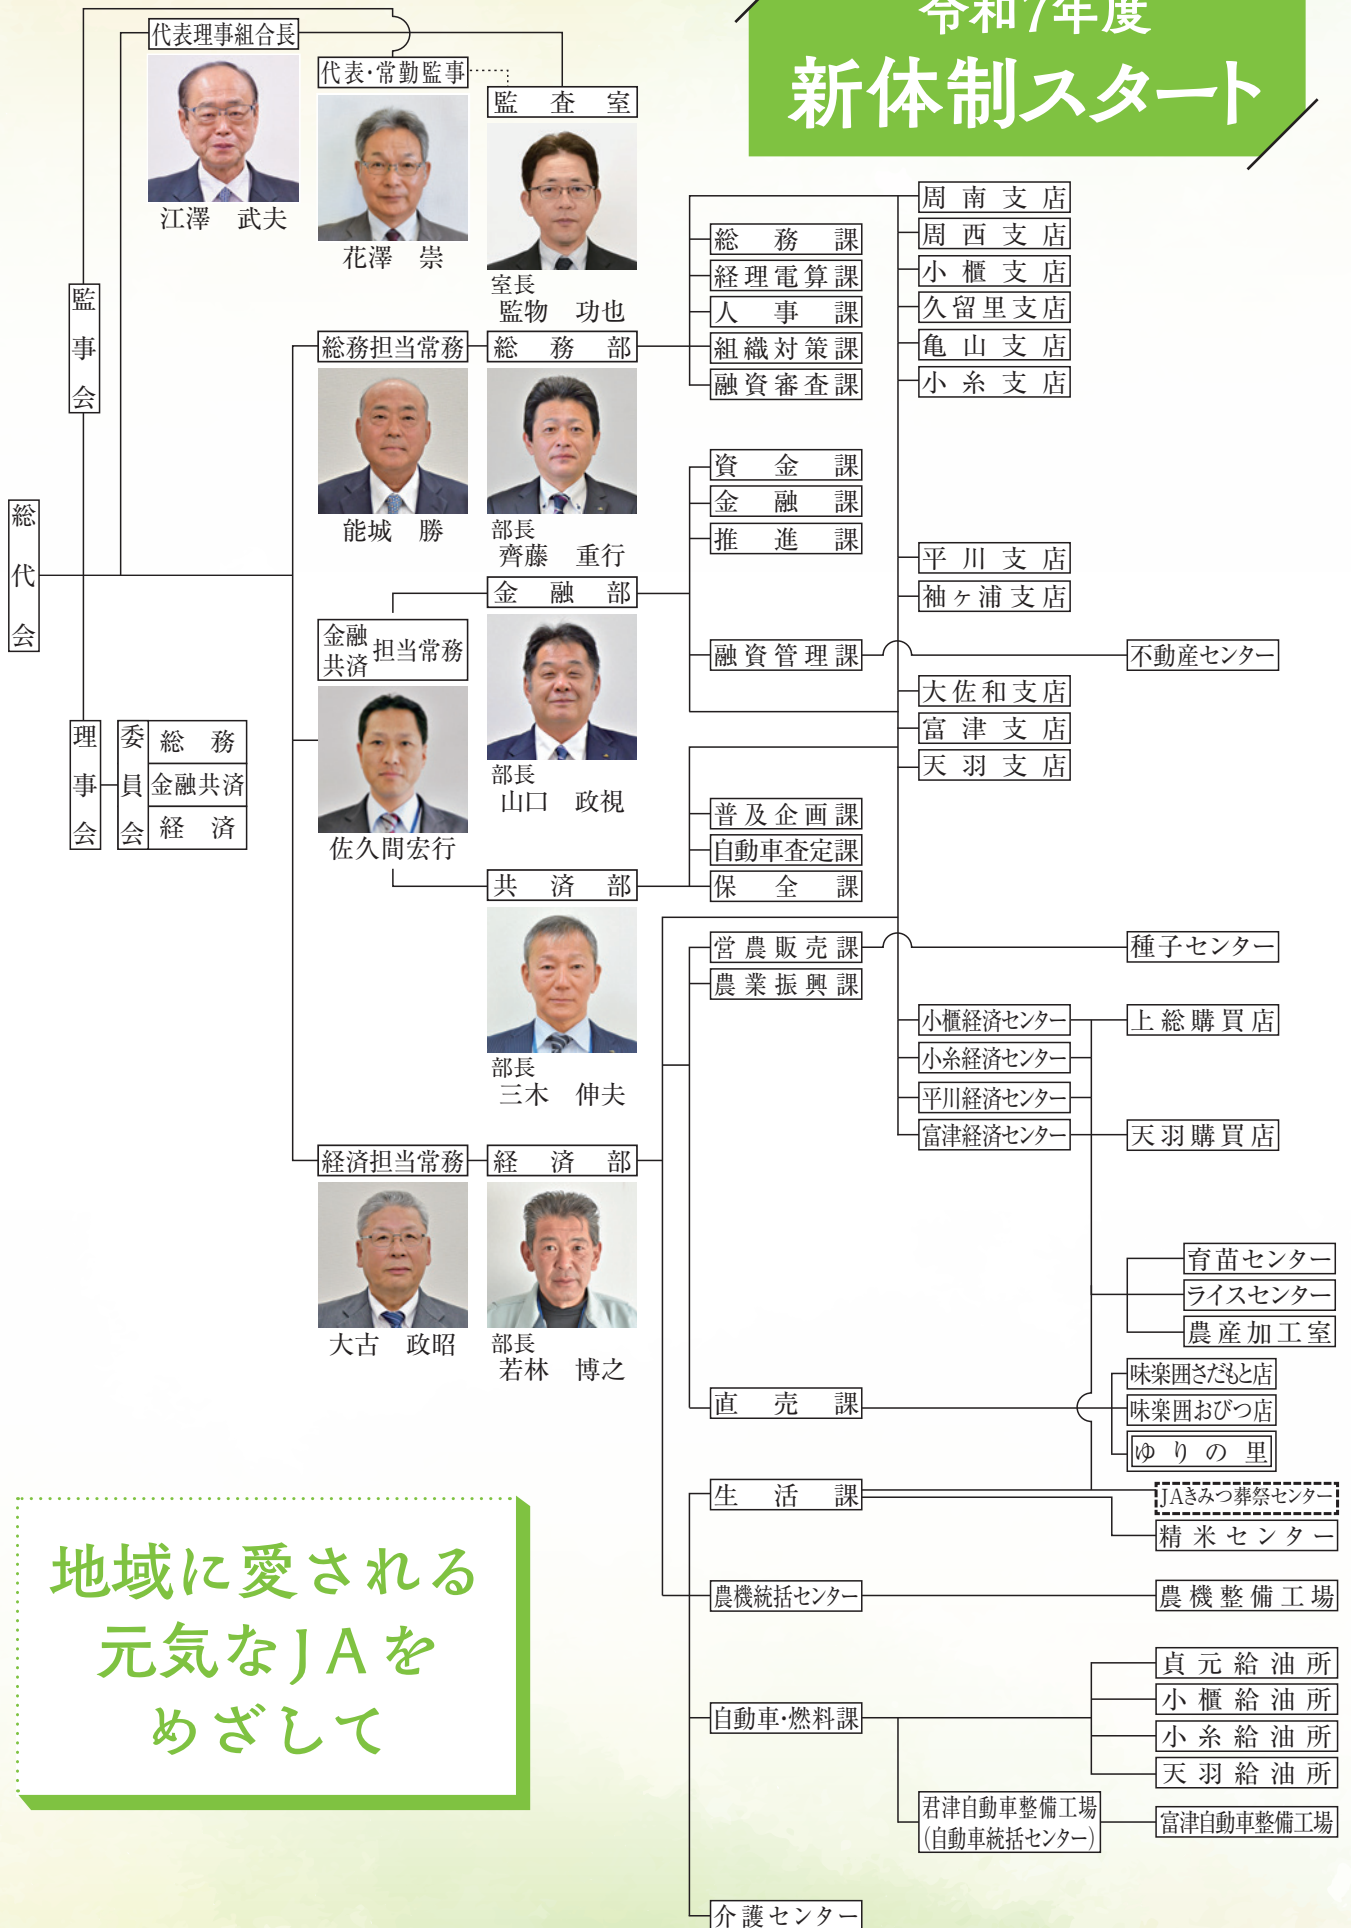 令和7年度
新体制スタート
代表理事組合長
江澤 武夫
代表・常勤監事
花澤 崇
監査室
室長
監物 功也
監事会
総代会
理事会
委員会
総務
金融共済
経済
総務担当常務
能城 勝
総務部
部長
齊藤 重行
金融
共済
担当常務
佐久間宏行
金融部
部長
山口 政視
共済部
部長
三木 伸夫
経済担当常務
大古 政昭
経済部
部長
若林 博之
総務課
経理電算課
人事課
組織対策課
融資審査課
資金課
金融課
推進課
融資管理課
不動産センター
普及企画課
自動車査定課
保全課
営農販売課
種子センター
農業振興課
周南支店
周西支店
小櫃支店
久留里支店
亀山支店
小糸支店
平川支店
袖ヶ浦支店
大佐和支店
富津支店
天羽支店
小櫃経済センター
上総購買店
小糸経済センター
平川経済センター
富津経済センター
天羽購買店
育苗センター
ライスセンター
農産加工室
直売課
味楽囲さだもと店
味楽囲おびつ店
ゆりの里
生活課
JAきみつ葬祭センター
精米センター
農機統括センター
農機整備工場
自動車・燃料課
貞元給油所
小櫃給油所
小糸給油所
天羽給油所
君津自動車整備工場
(自動車統括センター)
富津自動車整備工場
介護センター
地域に愛される
元気なJAを
めざして